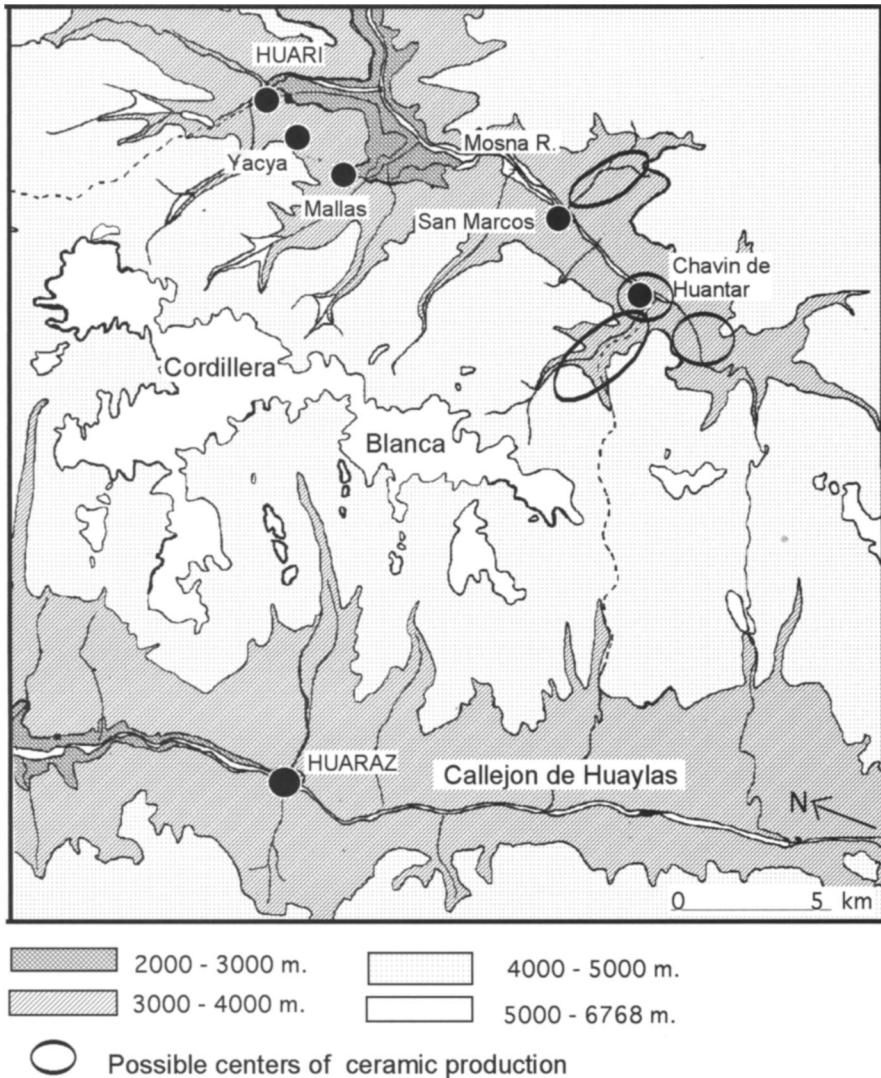 HUARI
Yacya
Mallas
Mosna R.
San Marcos
Chavin de
Huantar
Cordillera
Blanca
HUARAZ
Callejon de Huaylas
N
0 5 km
2000 - 3000 m.
4000 - 5000 m.
3000 - 4000 m.
5000 - 6768 m.
Possible centers of ceramic production